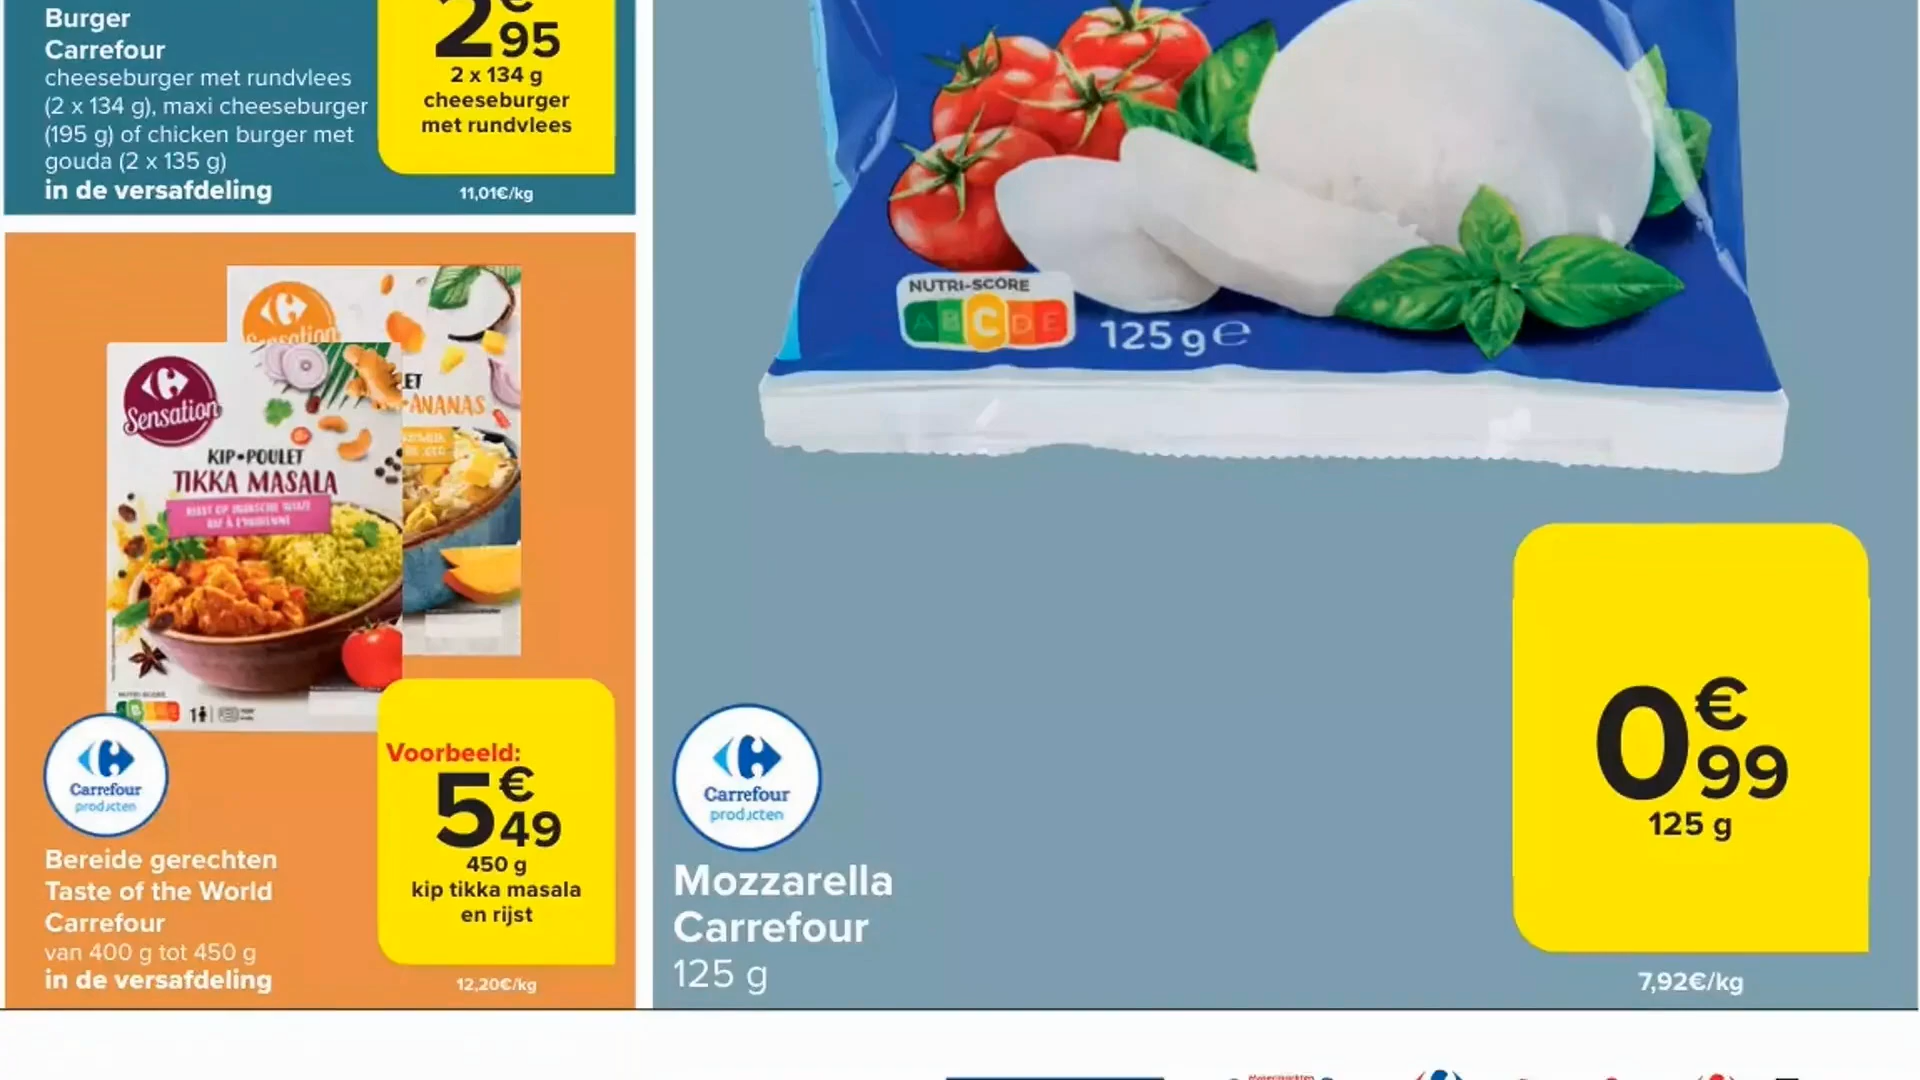 Burger
Carrefour
cheeseburger met rundvlees
(2 x 134 g), maxi cheeseburger
(195 g) of chicken burger met
gouda (2 x 135 g)
in de versafdeling
2€95
2 x 134 g
cheeseburger
met rundvlees
11,01€/kg
Sensation
Sensation
KIP•POULET
TIKKA MASALA
ANANAS
Carrefour
producten
Bereide gerechten
Taste of the World
Carrefour
van 400 g tot 450 g
in de versafdeling
Voorbeeld:
5€49
450 g
kip tikka masala
en rijst
12,20€/kg
NUTRI-SCORE
A B C D E
125 g e
Carrefour
producten
Mozzarella
Carrefour
125 g
0€99
125 g
7,92€/kg